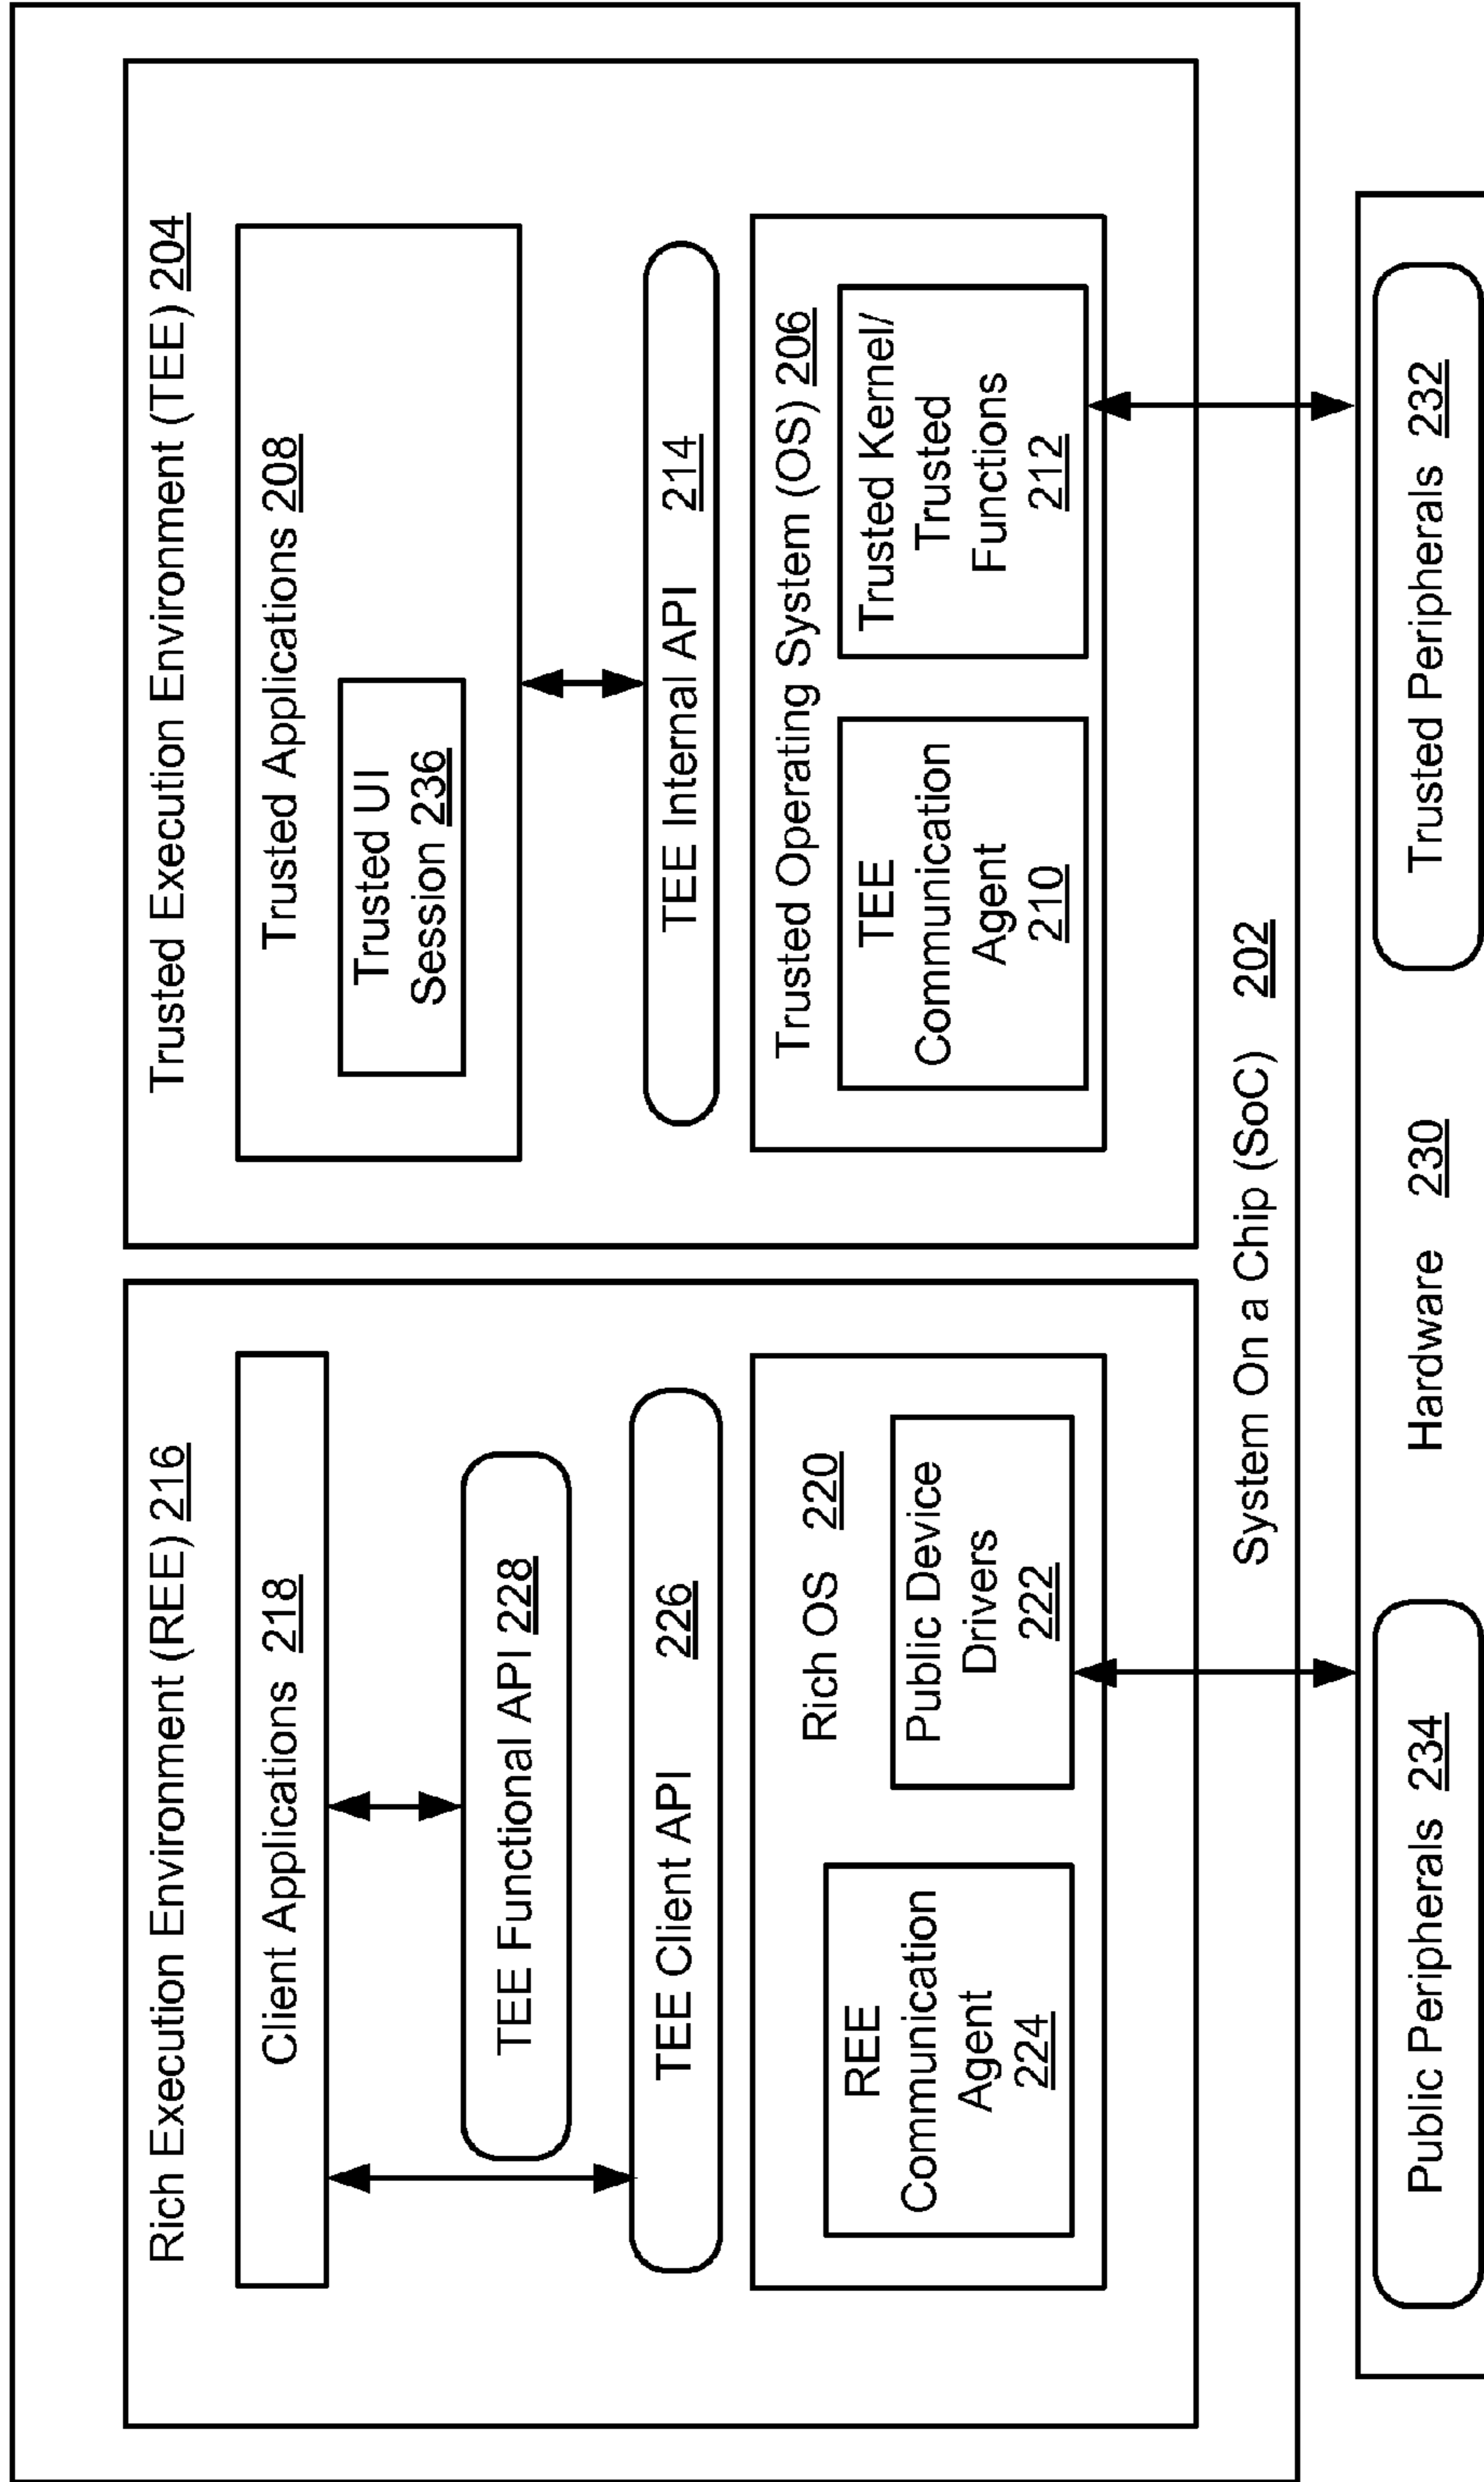 Rich Execution Environment (REE) 216
Client Applications 218
TEE Functional API 228
TEE Client API 226
Rich OS 220
REE
Communication
Agent
224
Public Device
Drivers
222
Trusted Execution Environment (TEE) 204
Trusted Applications 208
Trusted UI
Session 236
TEE Internal API 214
Trusted Operating System (OS) 206
TEE
Communication
Agent
210
Trusted Kernel/
Trusted
Functions
212
System On a Chip (SoC) 202
Public Peripherals 234
Hardware 230
Trusted Peripherals 232